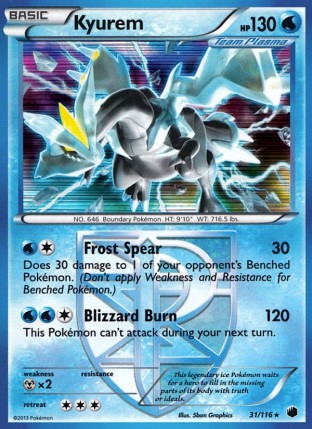 BASIC
Kyurem
HP 130
Team Plasma
NO. 646 Boundary Pokémon HT: 9'10" WT: 716.5 lbs.
Frost Spear 30
Does 30 damage to 1 of your opponent's Benched
Pokémon. (Don't apply Weakness and Resistance for
Benched Pokémon.)
Blizzard Burn 120
This Pokémon can't attack during your next turn.
weakness resistance
×2
retreat
This legendary ice Pokémon waits
for a hero to fill in the missing
parts of its body with truth
or ideals.
©2013 Pokémon
Illus. 5ban Graphics
31/116 ★